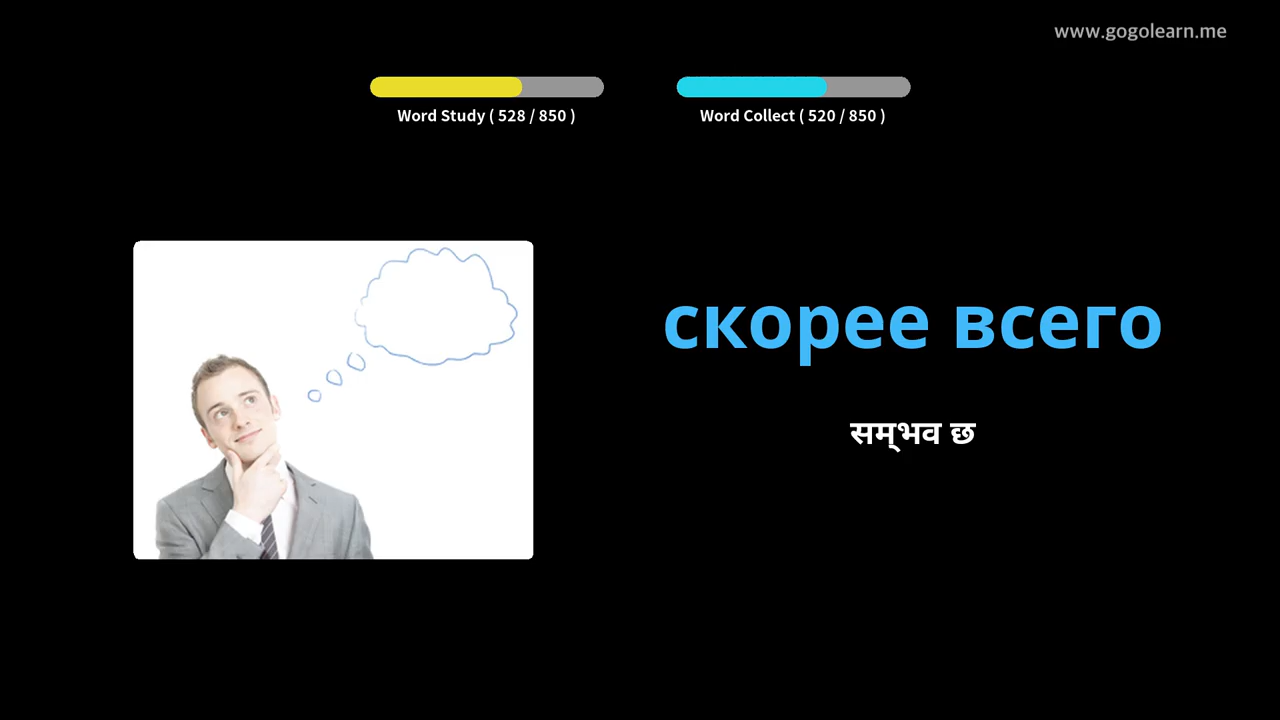 www.gogolearn.me
Word Study ( 528 / 850 )
Word Collect ( 520 / 850 )
скорее всего
सम्भव छ